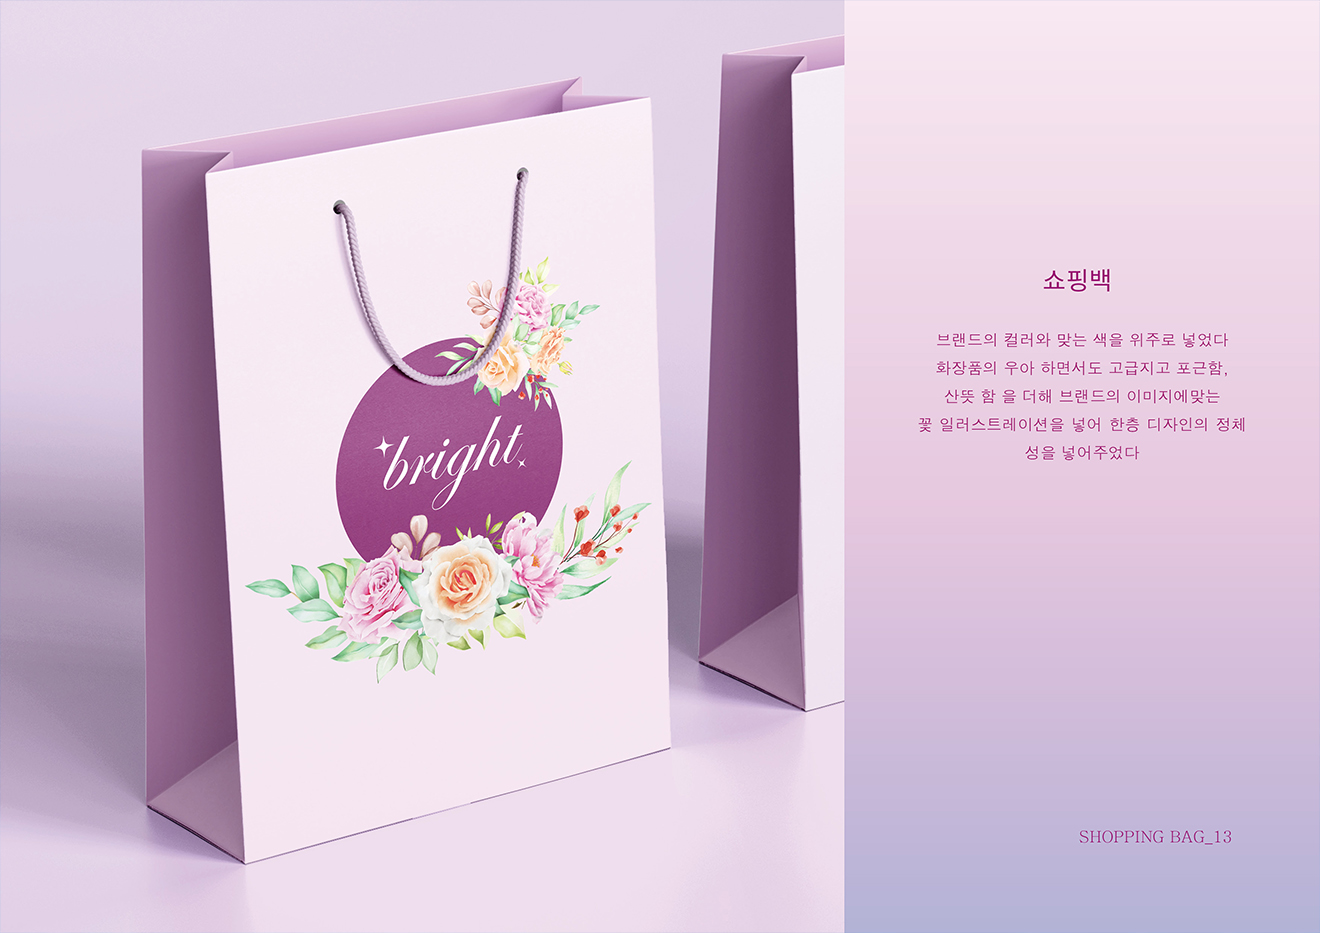 bright
쇼핑백
브랜드의 컬러와 맞는 색을 위주로 넣었다
화장품의 우아 하면서도 고급지고 포근함,
산뜻 함 을 더해 브랜드의 이미지에맞는
꽃 일러스트레이션을 넣어 한층 디자인의 정체
성을 넣어주었다
SHOPPING BAG_13